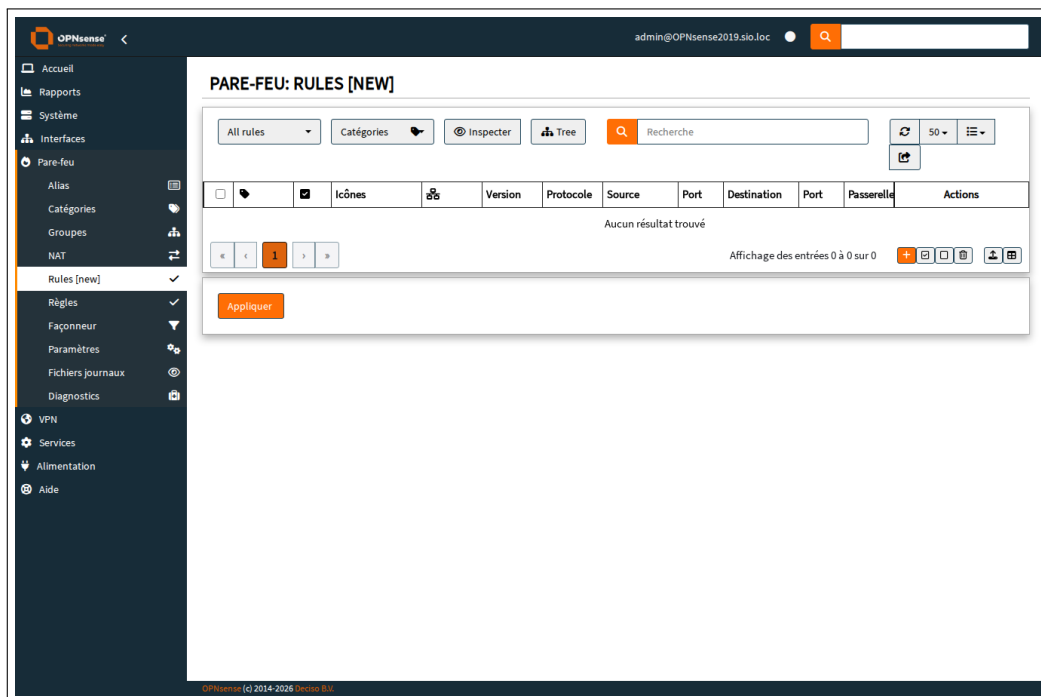 OPNsense
admin@OPNsense2019.sio.loc
Accueil
Rapports
Système
Interfaces
Pare-feu
Alias
Catégories
Groupes
NAT
Rules [new]
Règles
Façonneur
Paramètres
Fichiers journaux
Diagnostics
VPN
Services
Alimentation
Aide
PARE-FEU: RULES [NEW]
All rules Catégories Inspecter Tree Recherche 50
Icônes Version Protocole Source Port Destination Port Passerelle Actions
Aucun résultat trouvé
« ‹ 1 › » Affichage des entrées 0 à 0 sur 0
Appliquer
OPNsense (c) 2014-2026 Deciso B.V.